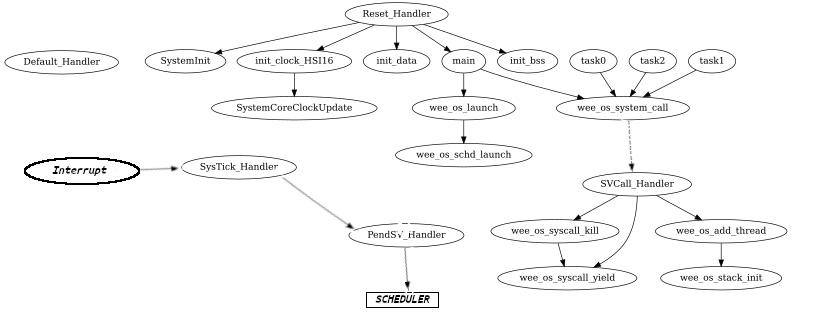 Reset_Handler
Default_Handler
SystemInit
init_clock_HSI16
init_data
main
init_bss
task0
task2
task1
SystemCoreClockUpdate
wee_os_launch
wee_os_system_call
wee_os_schd_launch
Interrupt
SysTick_Handler
SVCall_Handler
PendSV_Handler
wee_os_syscall_kill
wee_os_add_thread
wee_os_syscall_yield
wee_os_stack_init
SCHEDULER